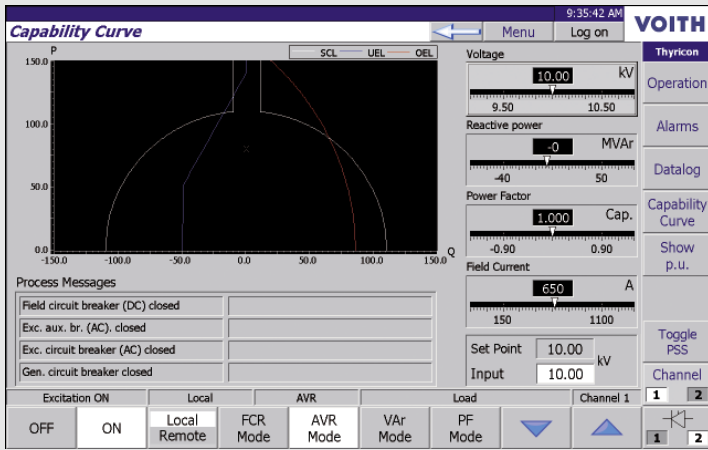 9:35:42 AM
Capability Curve
Menu
Log on
VOITH
Thyricon
P
SCL UEL OEL
150.0
100.0
50.0
0.0
-150.0 -100.0 -50.0 0.0 50.0 100.0 150.0
Q
Voltage
10.00 kV
9.50 10.50
Reactive power
-0 MVAr
-40 50
Power Factor
1.000 Cap.
-0.90 0.90
Field Current
650 A
150 1100
Set Point 10.00
kV
Input 10.00
Process Messages
Field circuit breaker (DC) closed
Exc. aux. br. (AC). closed
Exc. circuit breaker (AC) closed
Gen. circuit breaker closed
Operation
Alarms
Datalog
Capability
Curve
Show
p.u.
Toggle
PSS
Channel
1 2
Excitation ON Local AVR Load Channel 1
OFF
ON
Local
Remote
FCR
Mode
AVR
Mode
VAr
Mode
PF
Mode
1 2